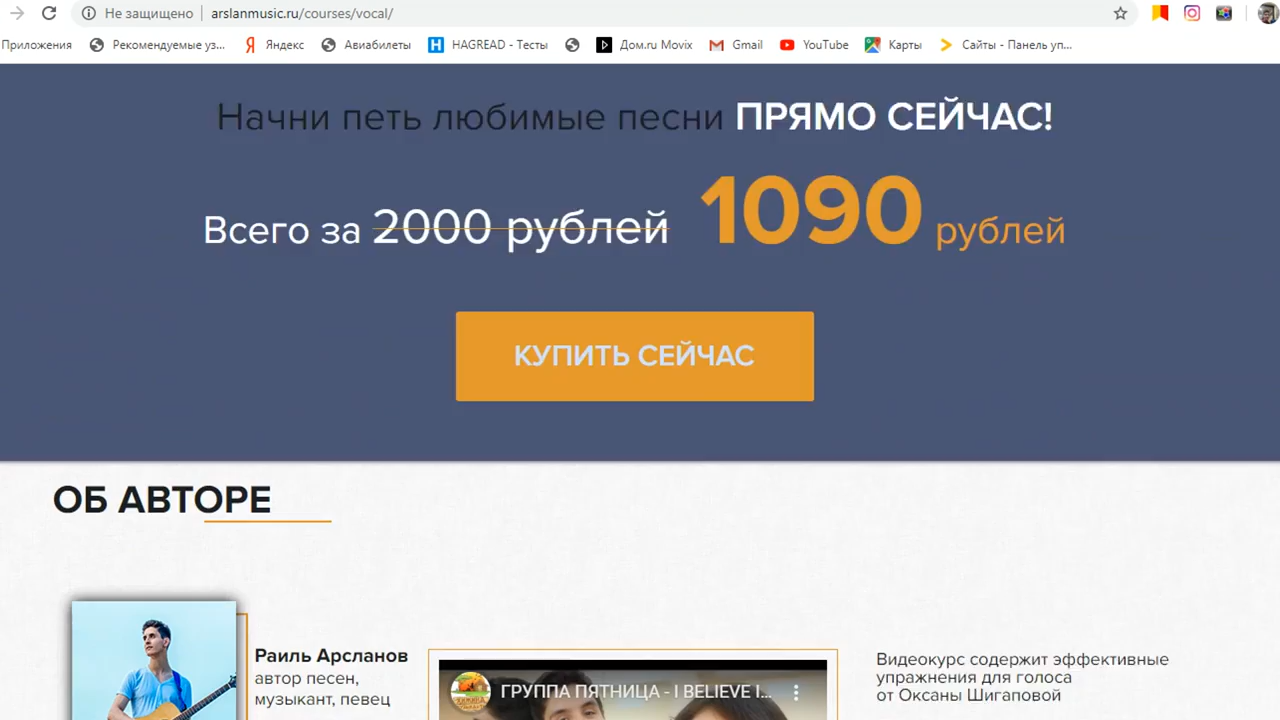 Не защищено
arslanmusic.ru/courses/vocal/
Приложения
Рекомендуемые уз...
Яндекс
Авиабилеты
HAGREAD - Тесты
Дом.ru Movix
Gmail
YouTube
Карты
Сайты - Панель уп...
Начни петь любимые песни ПРЯМО СЕЙЧАС!
Всего за 2000 рублей 1090 рублей
КУПИТЬ СЕЙЧАС
ОБ АВТОРЕ
Раиль Арсланов
автор песен,
музыкант, певец
ГРУППА ПЯТНИЦА - I BELIEVE I...
Видеокурс содержит эффективные
упражнения для голоса
от Оксаны Шигаповой